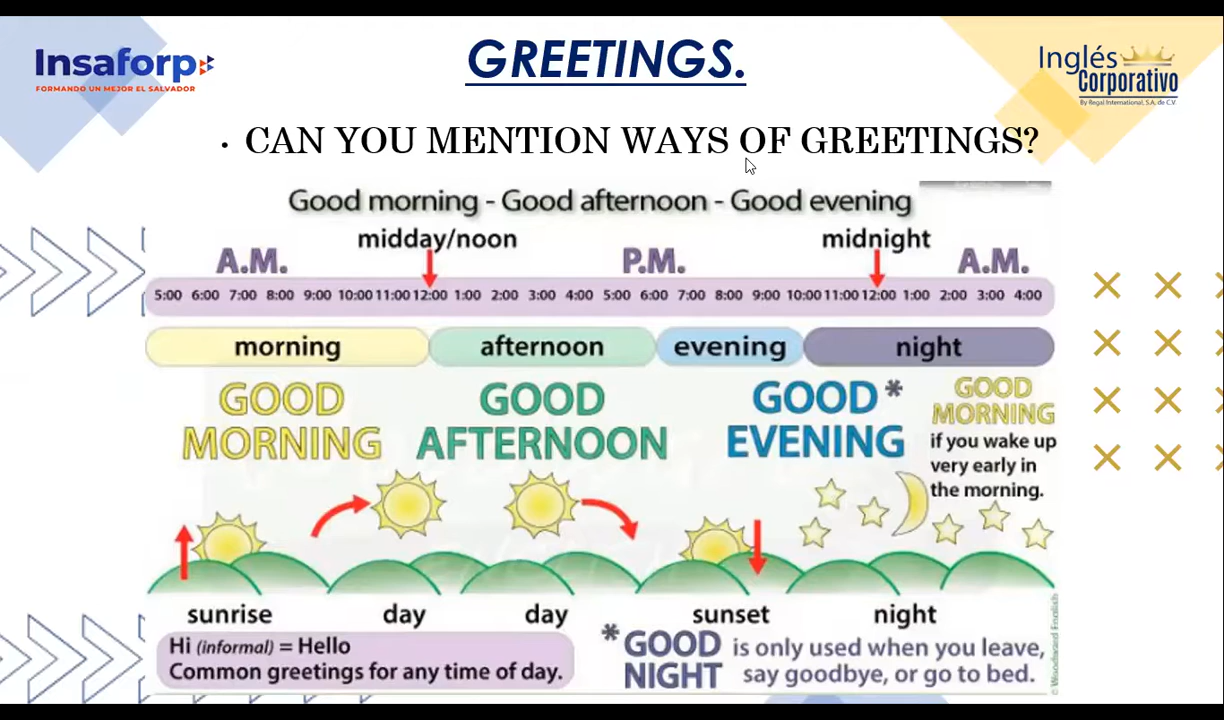 Insaforp
FORMANDO UN MEJOR EL SALVADOR
GREETINGS.
Inglés
Corporativo
By Regal International, S.A. de C.V
• CAN YOU MENTION WAYS OF GREETINGS?
Good morning - Good afternoon - Good evening
midday/noon
midnight
A.M.
P.M.
A.M.
5:00 6:00 7:00 8:00 9:00 10:00 11:00 12:00 1:00 2:00 3:00 4:00 5:00 6:00 7:00 8:00 9:00 10:00 11:00 12:00 1:00 2:00 3:00 4:00
morning
afternoon
evening
night
GOOD
MORNING
GOOD
AFTERNOON
GOOD *
EVENING
GOOD
MORNING
if you wake up
very early in
the morning.
sunrise
day
day
sunset
night
Hi (informal) = Hello
Common greetings for any time of day.
* GOOD
NIGHT
is only used when you leave,
say goodbye, or go to bed.
© Woodward English